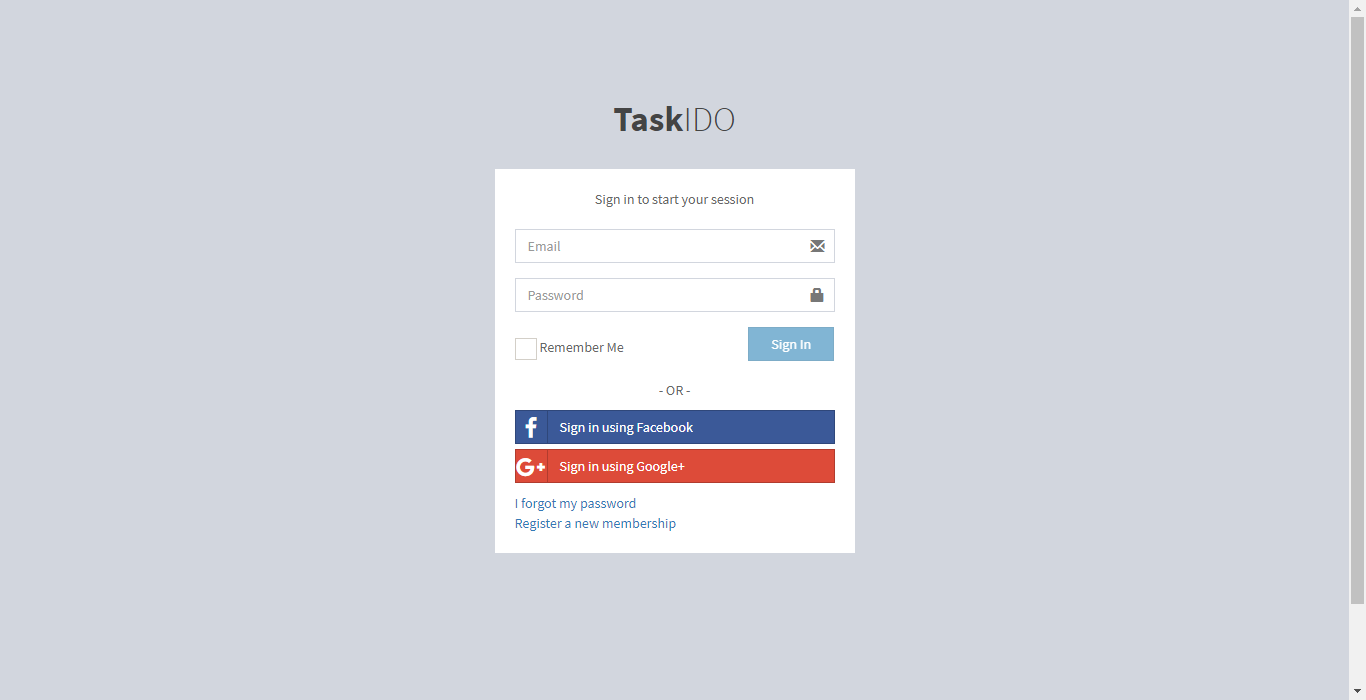 TaskIDO
Sign in to start your session
Email
Password
Remember Me
Sign In
- OR -
Sign in using Facebook
G+ Sign in using Google+
I forgot my password
Register a new membership